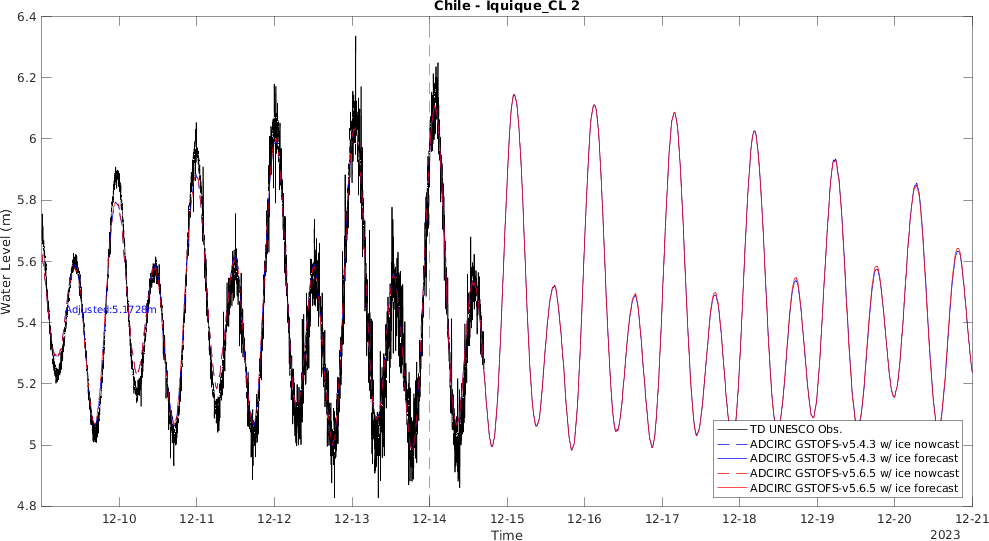 Chile - Iquique_CL 2
6.4
6.2
6
5.8
5.6
5.4
5.2
5
4.8
Water Level (m)
Adjusted:5.1728m
TD UNESCO Obs.
ADCIRC GSTOFS-v5.4.3 w/ ice nowcast
ADCIRC GSTOFS-v5.4.3 w/ ice forecast
ADCIRC GSTOFS-v5.6.5 w/ ice nowcast
ADCIRC GSTOFS-v5.6.5 w/ ice forecast
12-10 12-11 12-12 12-13 12-14 12-15 12-16 12-17 12-18 12-19 12-20 12-21
Time
2023